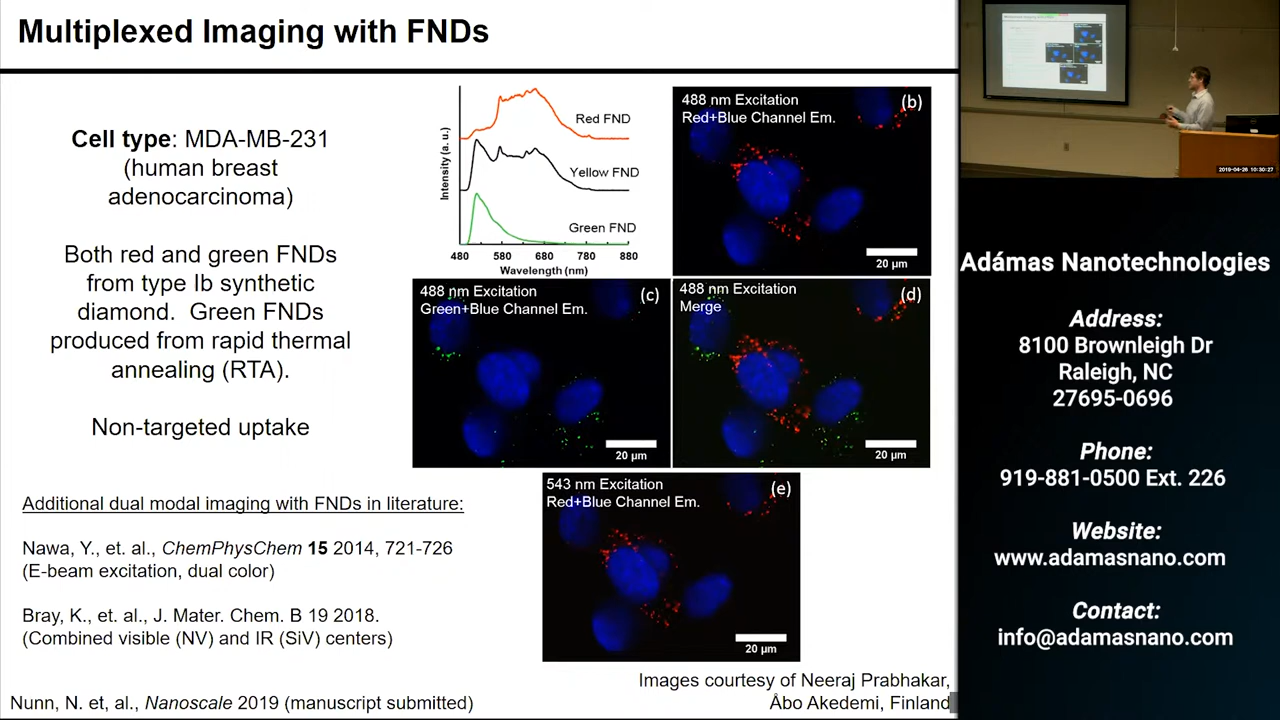 Multiplexed Imaging with FNDs
Cell type: MDA-MB-231
(human breast
adenocarcinoma)
Both red and green FNDs
from type Ib synthetic
diamond. Green FNDs
produced from rapid thermal
annealing (RTA).
Non-targeted uptake
Additional dual modal imaging with FNDs in literature:
Nawa, Y., et. al., ChemPhysChem 15 2014, 721-726
(E-beam excitation, dual color)
Bray, K., et. al., J. Mater. Chem. B 19 2018.
(Combined visible (NV) and IR (SiV) centers)
Nunn, N. et, al., Nanoscale 2019 (manuscript submitted)
Intensity (a. u.)
Red FND
Yellow FND
Green FND
480 580 680 780 880
Wavelength (nm)
488 nm Excitation
Red+Blue Channel Em.
(b)
20 µm
488 nm Excitation
Green+Blue Channel Em.
(c)
20 µm
488 nm Excitation
Merge
(d)
20 µm
543 nm Excitation
Red+Blue Channel Em.
(e)
20 µm
Images courtesy of Neeraj Prabhakar,
Åbo Akedemi, Finland
2019-04-26 10:30:27
Adámas Nanotechnologies
Address:
8100 Brownleigh Dr
Raleigh, NC
27695-0696
Phone:
919-881-0500 Ext. 226
Website:
www.adamasnano.com
Contact:
info@adamasnano.com